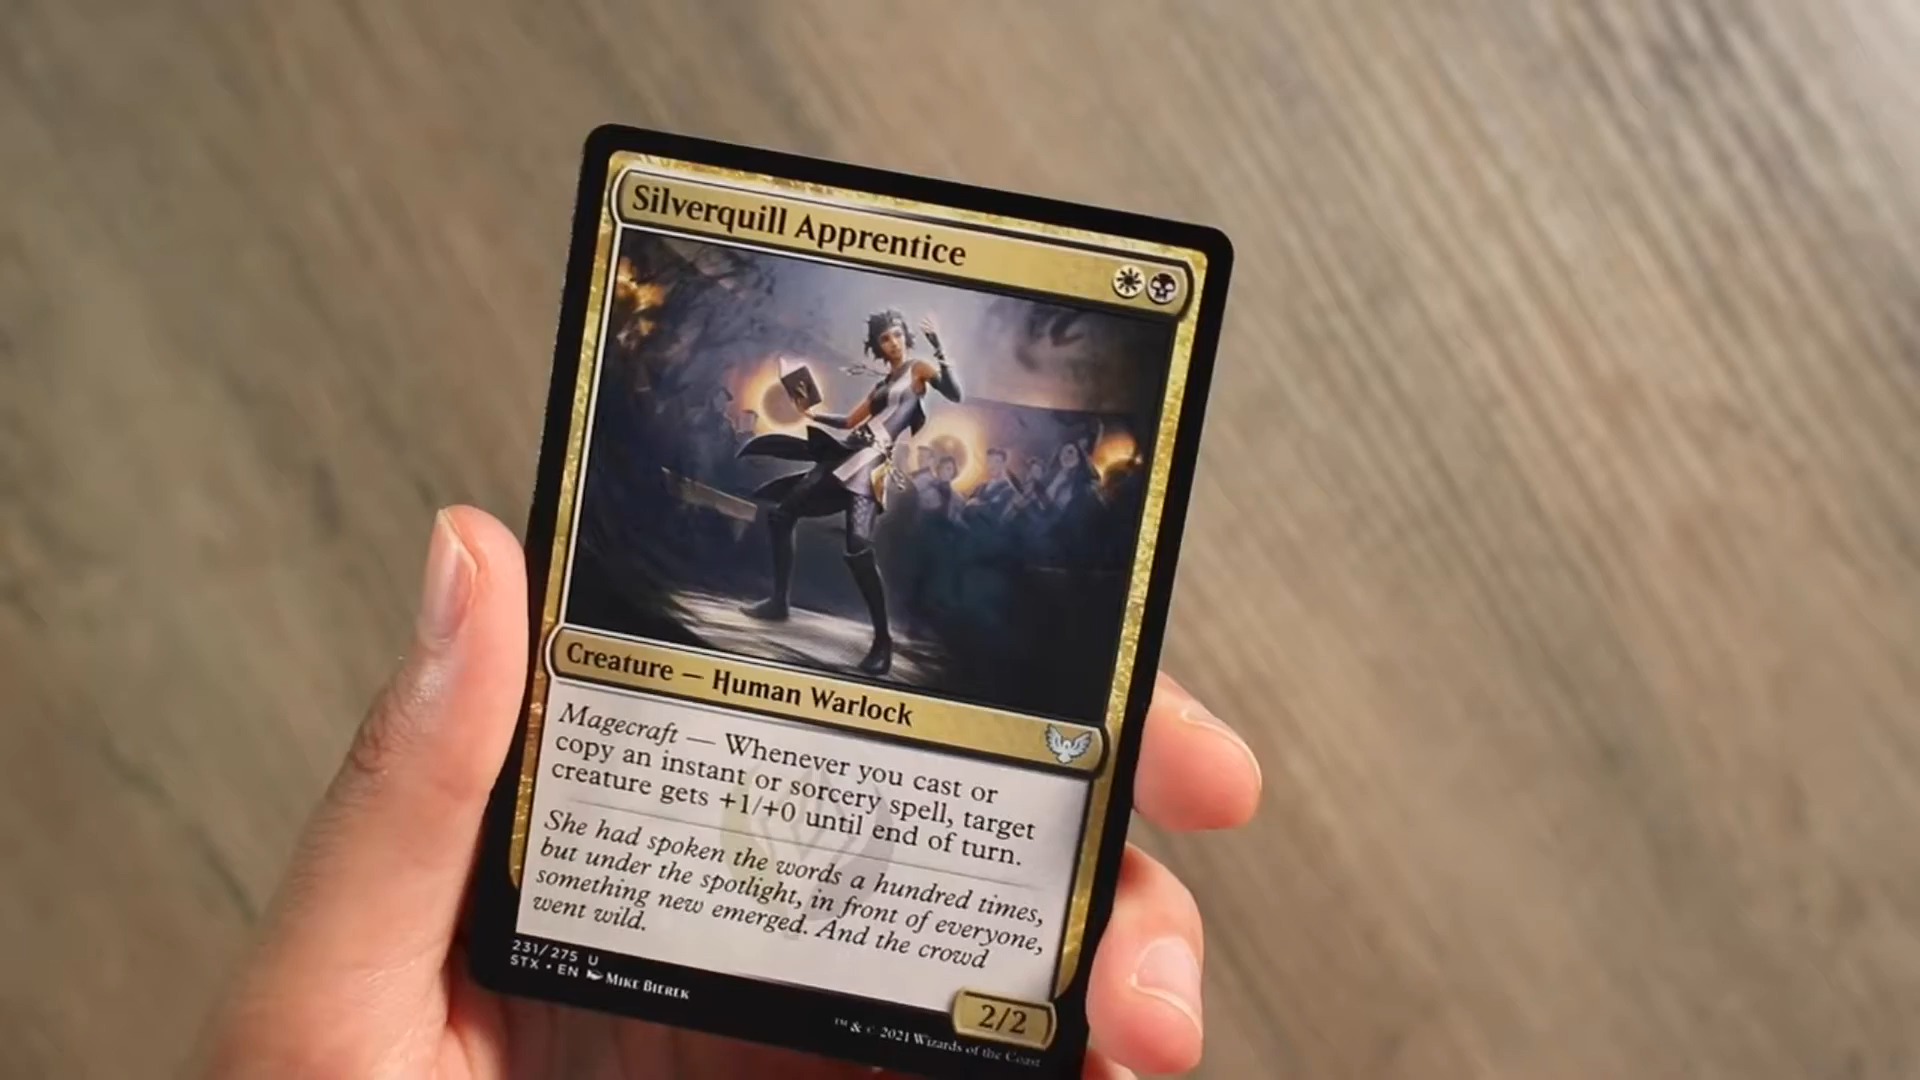 Silverquill Apprentice
Creature — Human Warlock
Magecraft — Whenever you cast or
copy an instant or sorcery spell, target
creature gets +1/+0 until end of turn.
She had spoken the words a hundred times,
but under the spotlight, in front of everyone,
something new emerged. And the crowd
went wild.
2/2
231/275 U
STX • EN MIKE BIEREK
™ & © 2021 Wizards of the Coast